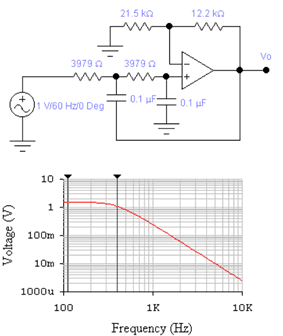 21.5 kΩ 12.2 kΩ
Vo
3979 Ω 3979 Ω
1 V/60 Hz/0 Deg
0.1 µF 0.1 µF
10
1
100m
10m
1000u
100 1K 10K
Voltage (V)
Frequency (Hz)